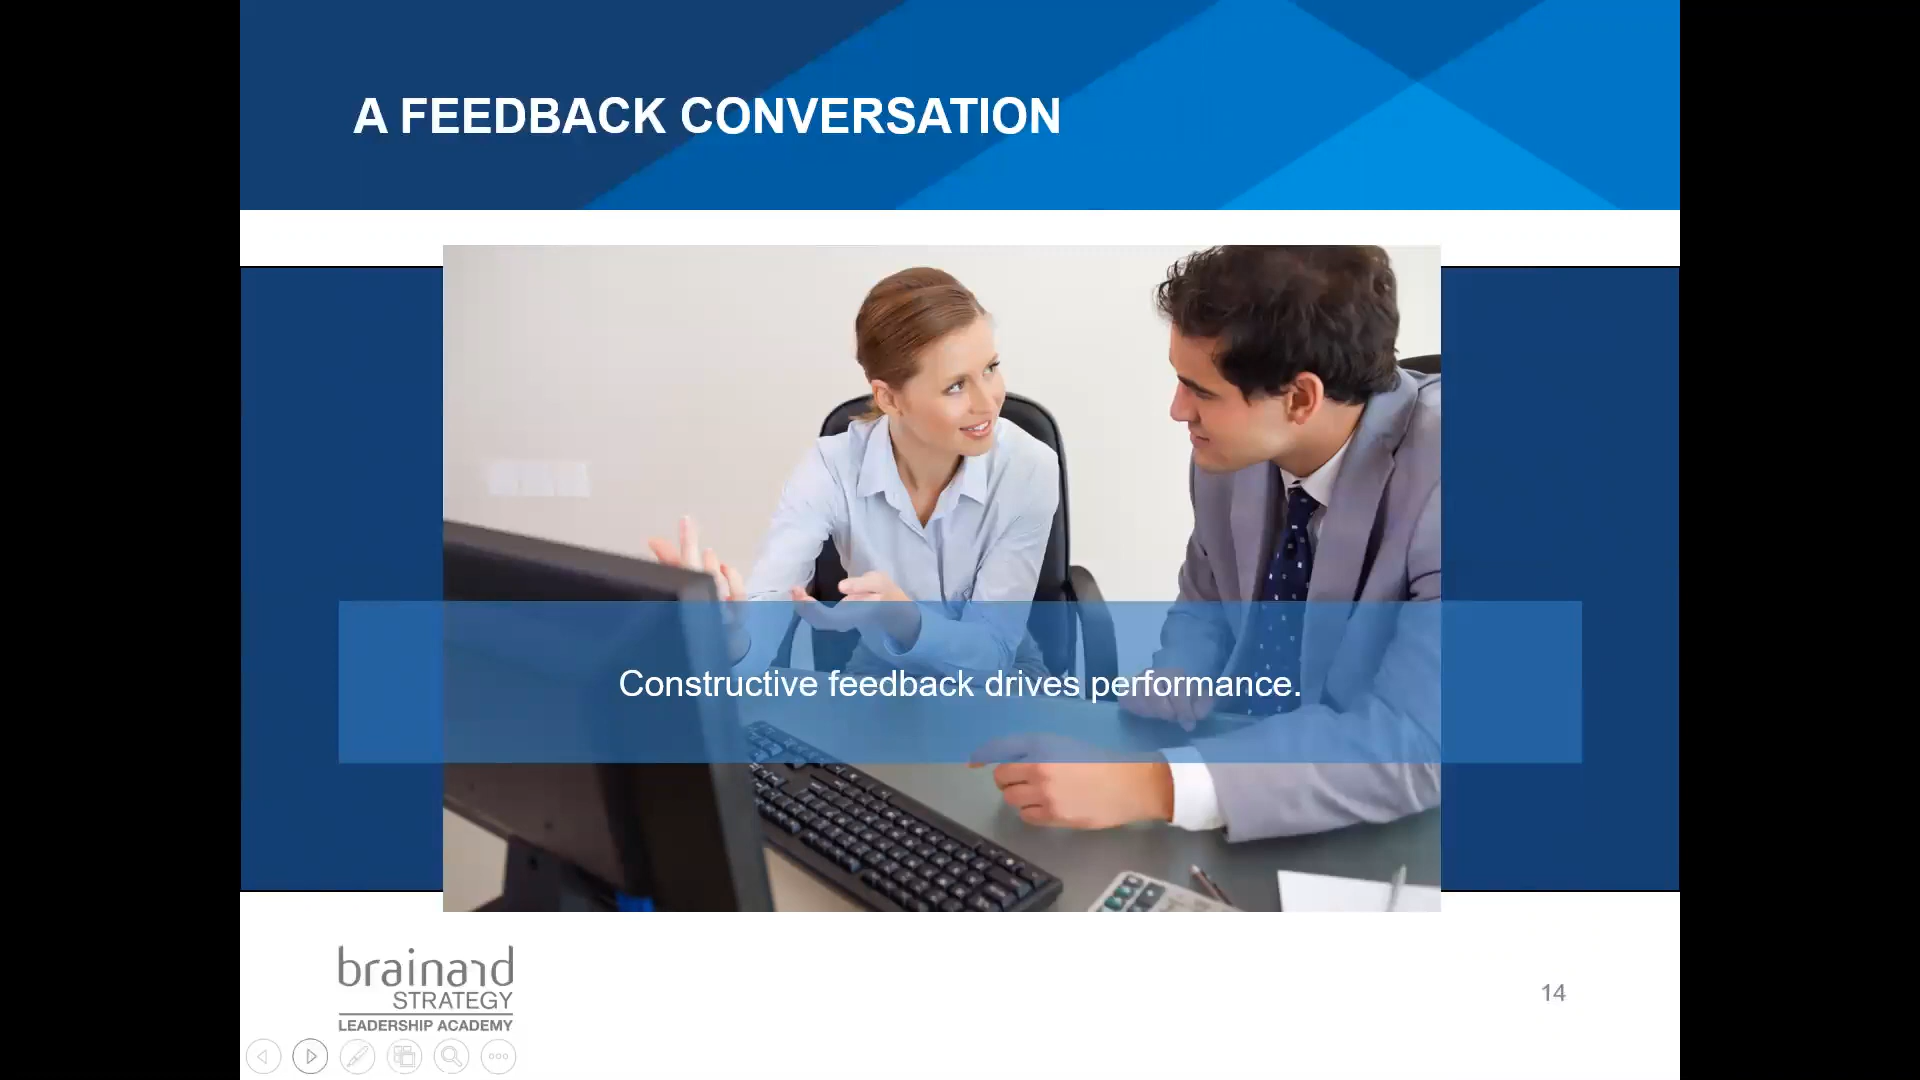 A FEEDBACK CONVERSATION
Constructive feedback drives performance.
brainard
STRATEGY
LEADERSHIP ACADEMY
14